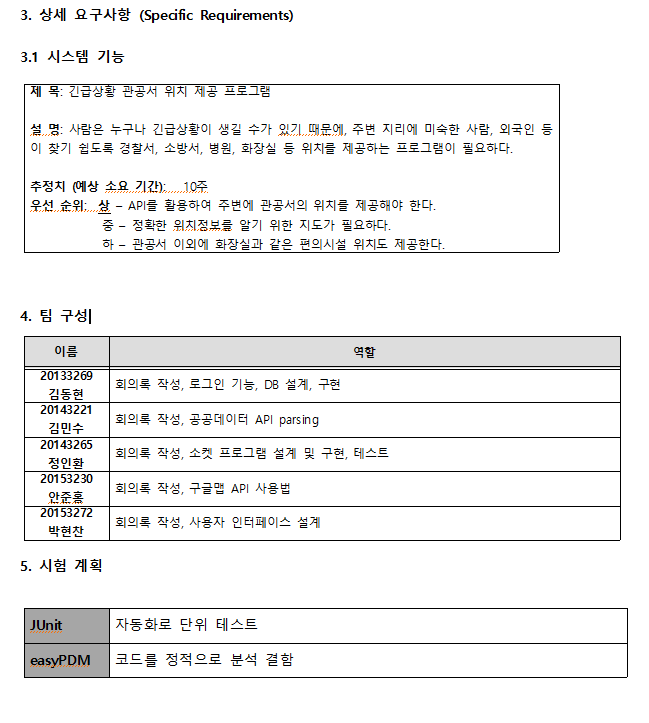 3. 상세 요구사항 (Specific Requirements)
3.1 시스템 기능
제 목: 긴급상황 관공서 위치 제공 프로그램
설 명: 사람은 누구나 긴급상황이 생길 수가 있기 때문에, 주변 지리에 미숙한 사람, 외국인 등
이 찾기 쉽도록 경찰서, 소방서, 병원, 화장실 등 위치를 제공하는 프로그램이 필요하다.
추정치 (예상 소요 기간): 10주
우선 순위: 상 – API를 활용하여 주변에 관공서의 위치를 제공해야 한다.
중 – 정확한 위치정보를 알기 위한 지도가 필요하다.
하 – 관공서 이외에 화장실과 같은 편의시설 위치도 제공한다.
4. 팀 구성
이름 역할
20133269
김동현 회의록 작성, 로그인 기능, DB 설계, 구현
20143221
김민수 회의록 작성, 공공데이터 API parsing
20143265
정인환 회의록 작성, 소켓 프로그램 설계 및 구현, 테스트
20153230
안준홍 회의록 작성, 구글맵 API 사용법
20153272
박현찬 회의록 작성, 사용자 인터페이스 설계
5. 시험 계획
JUnit 자동화로 단위 테스트
easyPDM 코드를 정적으로 분석 결함